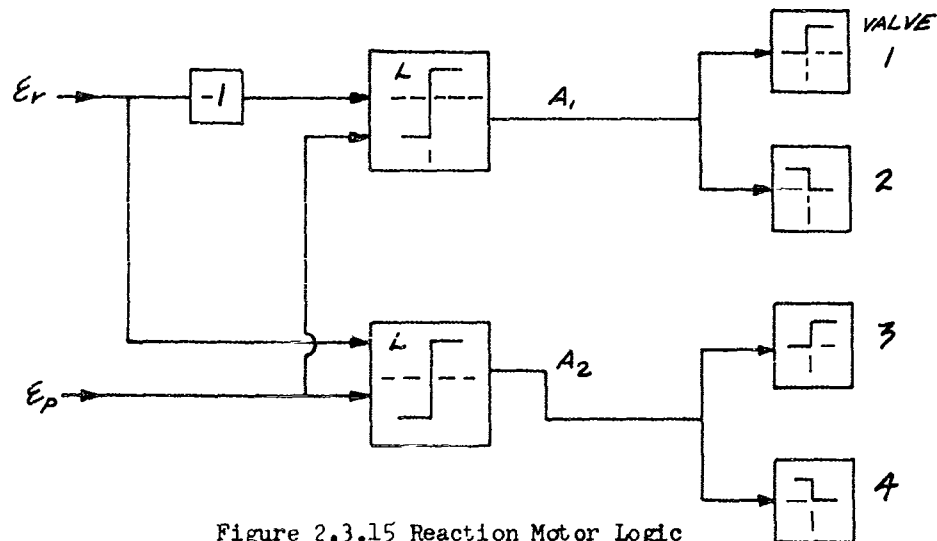 VALVE
1
εr
-1
L
A1
2
L
A2
3
εp
4
Figure 2.3.15 Reaction Motor Logic